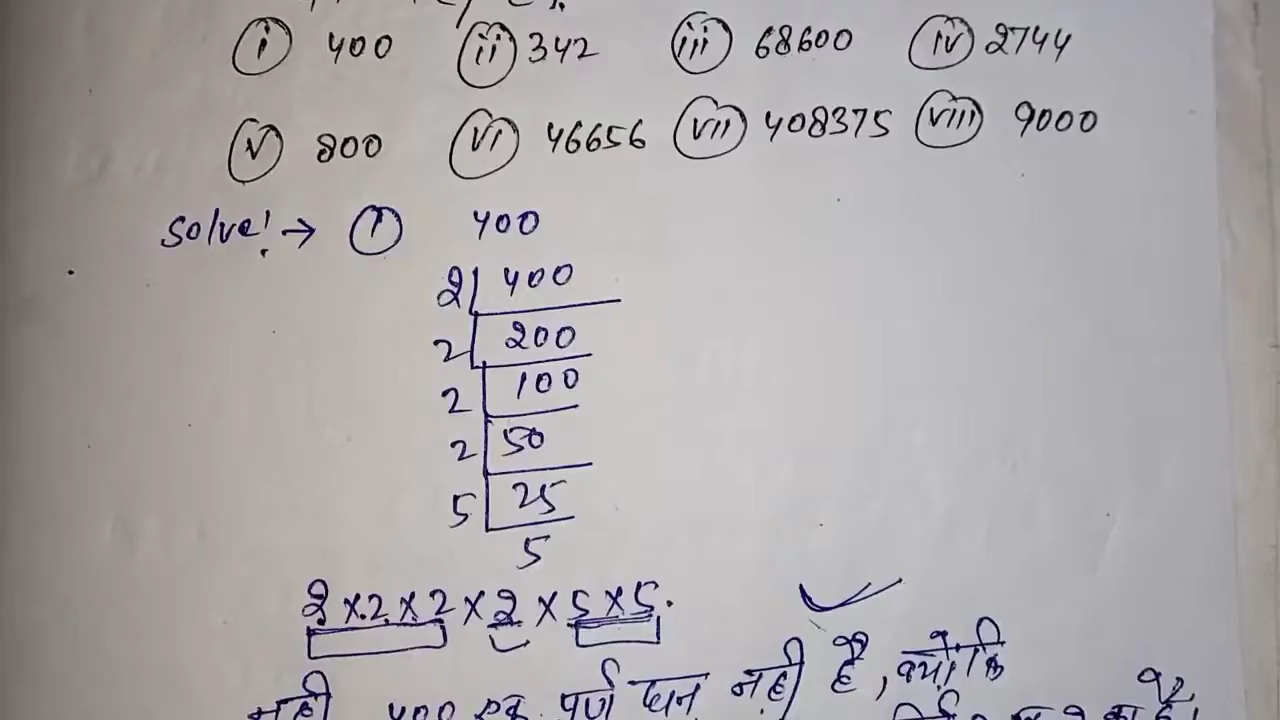 (i) 400 (ii) 342 (iii) 68600 (iv) 2744
(v) 800 (vi) 46656 (vii) 408375 (viii) 9000
Solve:→ (i) 400
2 | 400
2 | 200
2 | 100
2 | 50
5 | 25
5
2×2×2×2×5×5.
नहीं 400 एक पूर्ण घन नहीं है, क्योंकि